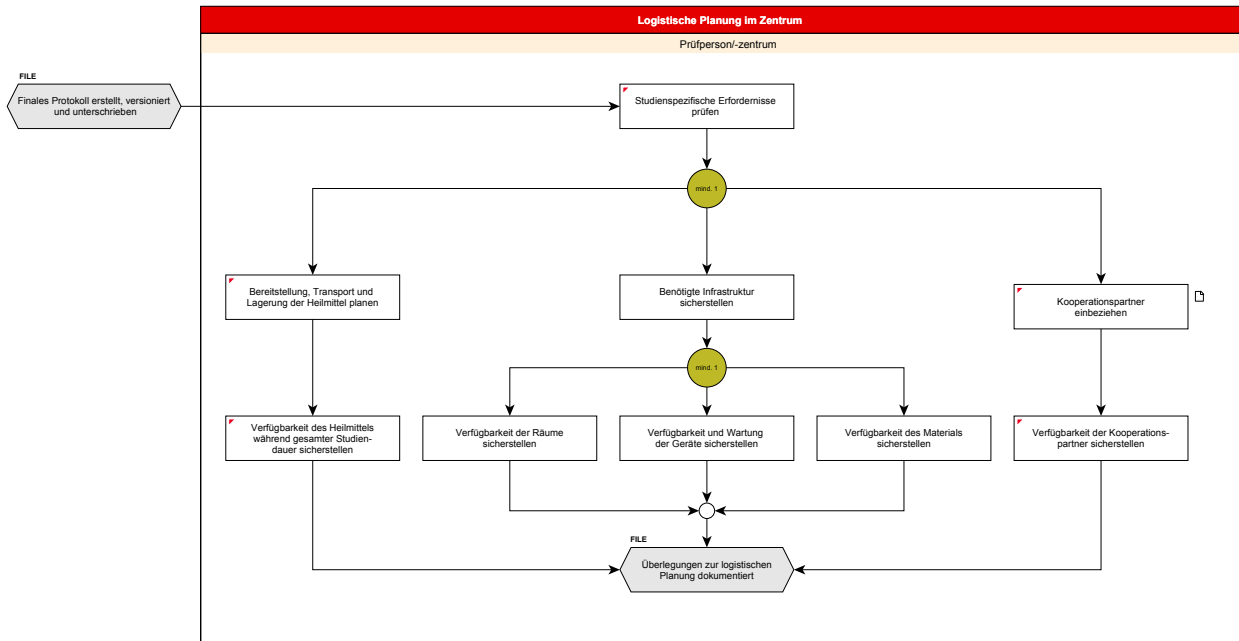 Logistische Planung im Zentrum
Prüfperson/-zentrum
FILE
Finales Protokoll erstellt, versioniert
und unterschrieben
Studienspezifische Erfordernisse
prüfen
mind. 1
Bereitstellung, Transport und
Lagerung der Heilmittel planen
Benötigte Infrastruktur
sicherstellen
Kooperationspartner
einbeziehen
mind. 1
Verfügbarkeit des Heilmittels
während gesamter Studien-
dauer sicherstellen
Verfügbarkeit der Räume
sicherstellen
Verfügbarkeit und Wartung
der Geräte sicherstellen
Verfügbarkeit des Materials
sicherstellen
Verfügbarkeit der Kooperations-
partner sicherstellen
FILE
Überlegungen zur logistischen
Planung dokumentiert